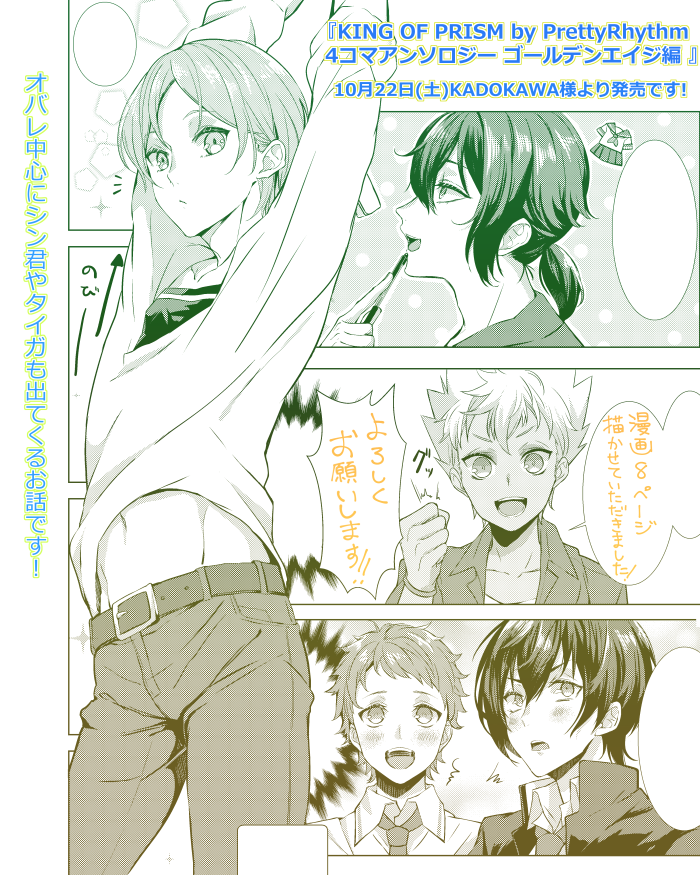 『KING OF PRISM by PrettyRhythm
4コマアンソロジー ゴールデンエイジ編 』
10月22日(土)KADOKAWA様より発売です!
オバレ中心にシン君やタイガも出てくるお話です!
のび
漫画8ページ
描かせていただきました!
グッ
よろしく
お願いします!!